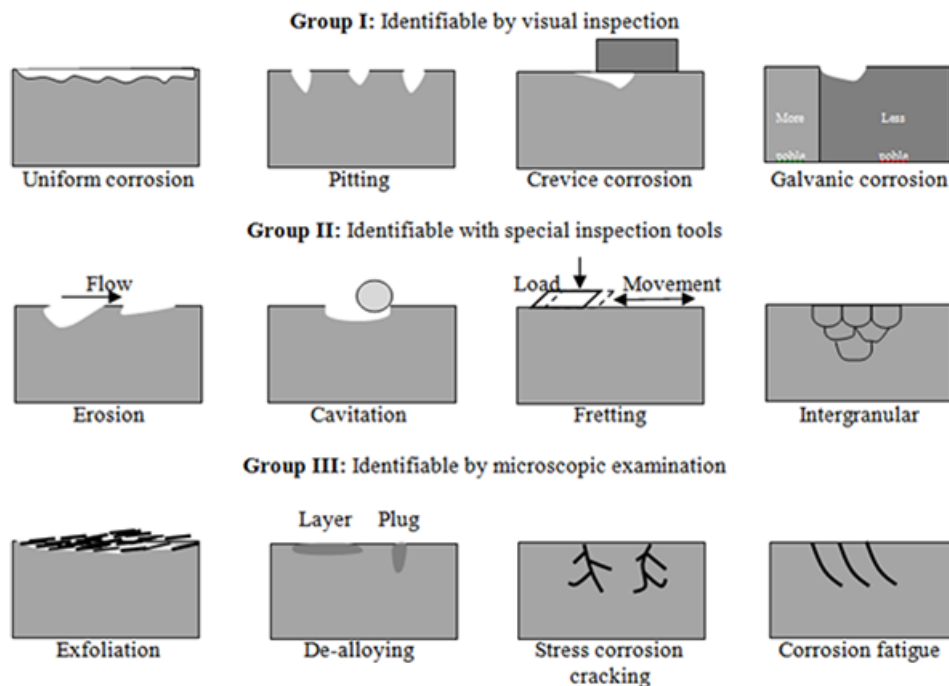 Group I: Identifiable by visual inspection
More noble
Less noble
Uniform corrosion
Pitting
Crevice corrosion
Galvanic corrosion
Group II: Identifiable with special inspection tools
Flow
Load
Movement
Erosion
Cavitation
Fretting
Intergranular
Group III: Identifiable by microscopic examination
Layer
Plug
Exfoliation
De-alloying
Stress corrosion
cracking
Corrosion fatigue